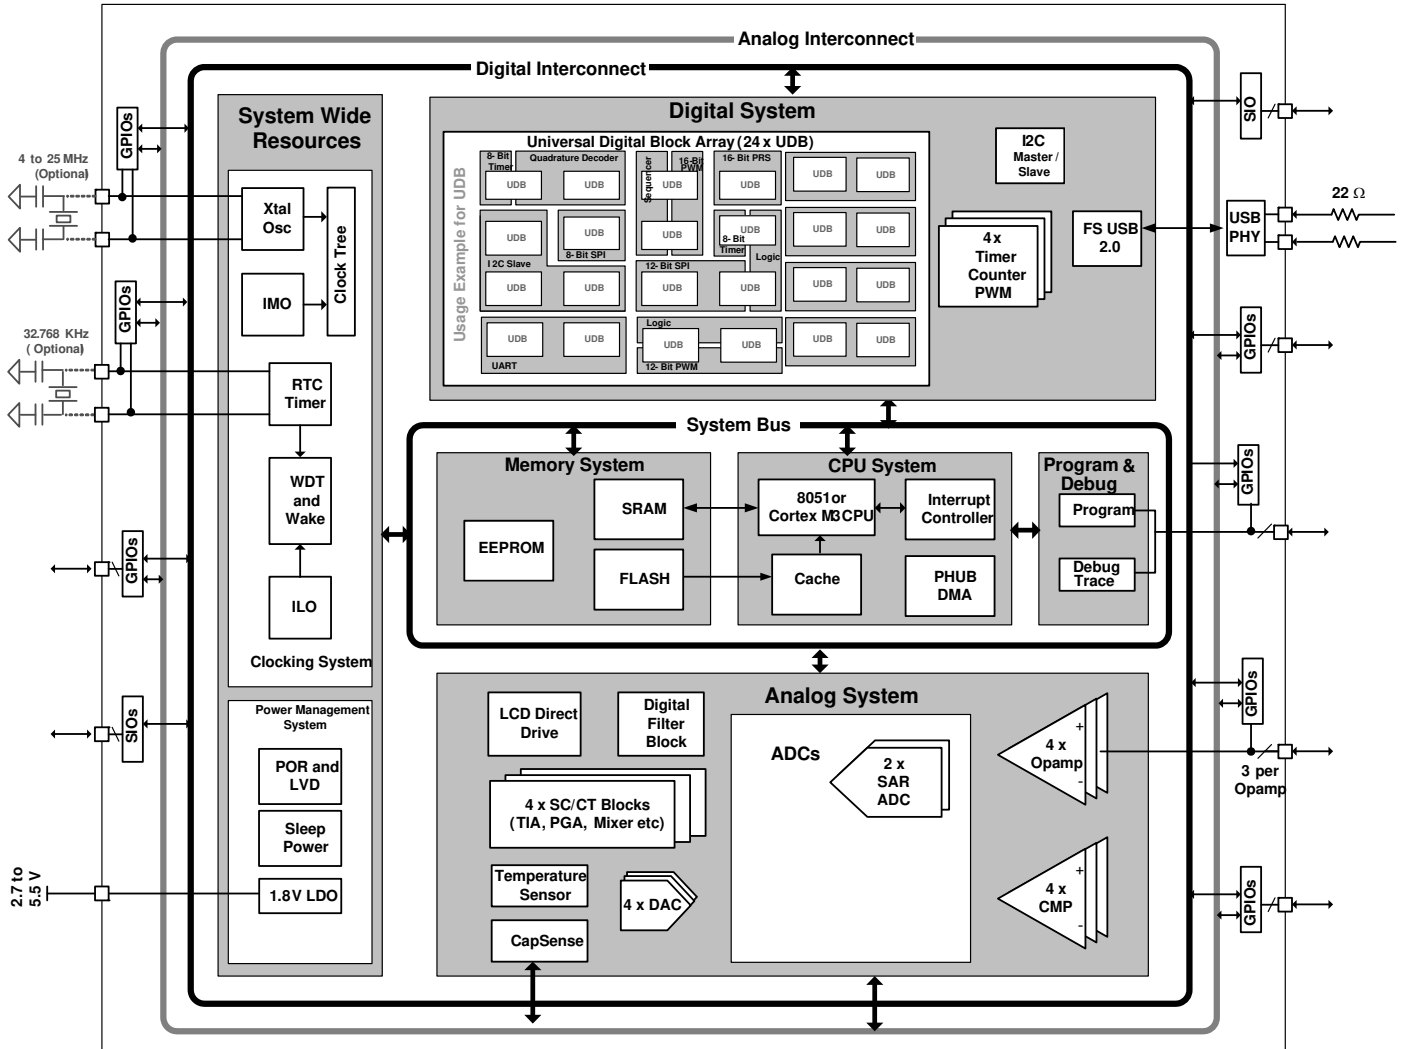 Analog Interconnect
Digital Interconnect
System Wide
Resources
Digital System
Universal Digital Block Array (24 x UDB)
Usage Example for UDB
8- Bit
Timer
Quadrature Decoder
Sequencer
16-Bit
PWM
16- Bit PRS
UDB
UDB
UDB
UDB
UDB
UDB
UDB
UDB
UDB
UDB
UDB
UDB
I2C Slave
8- Bit SPI
8- Bit
Timer
Logic
12- Bit SPI
UDB
UDB
UDB
UDB
UDB
UDB
Logic
UDB
UDB
UDB
UDB
UDB
UDB
UART
12- Bit PWM
I2C
Master /
Slave
4 x
Timer
Counter
PWM
FS USB
2.0
USB
PHY
22 Ω
SIO
GPIOs
GPIOs
GPIOs
GPIOs
3 per
Opamp
GPIOs
GPIOs
GPIOs
GPIOs
SIOs
4 to 25 MHz
(Optional)
32.768 KHz
( Optional)
2.7 to
5.5 V
Xtal
Osc
Clock Tree
IMO
RTC
Timer
WDT
and
Wake
ILO
Clocking System
Power Management
System
POR and
LVD
Sleep
Power
1.8V LDO
System Bus
Memory System
EEPROM
SRAM
FLASH
CPU System
8051or
Cortex M3CPU
Interrupt
Controller
Cache
PHUB
DMA
Program &
Debug
Program
Debug
Trace
Analog System
LCD Direct
Drive
Digital
Filter
Block
4 x SC/CT Blocks
(TIA, PGA, Mixer etc)
Temperature
Sensor
4 x DAC
CapSense
ADCs
2 x
SAR
ADC
+
4 x
Opamp
-
+
4 x
CMP
-